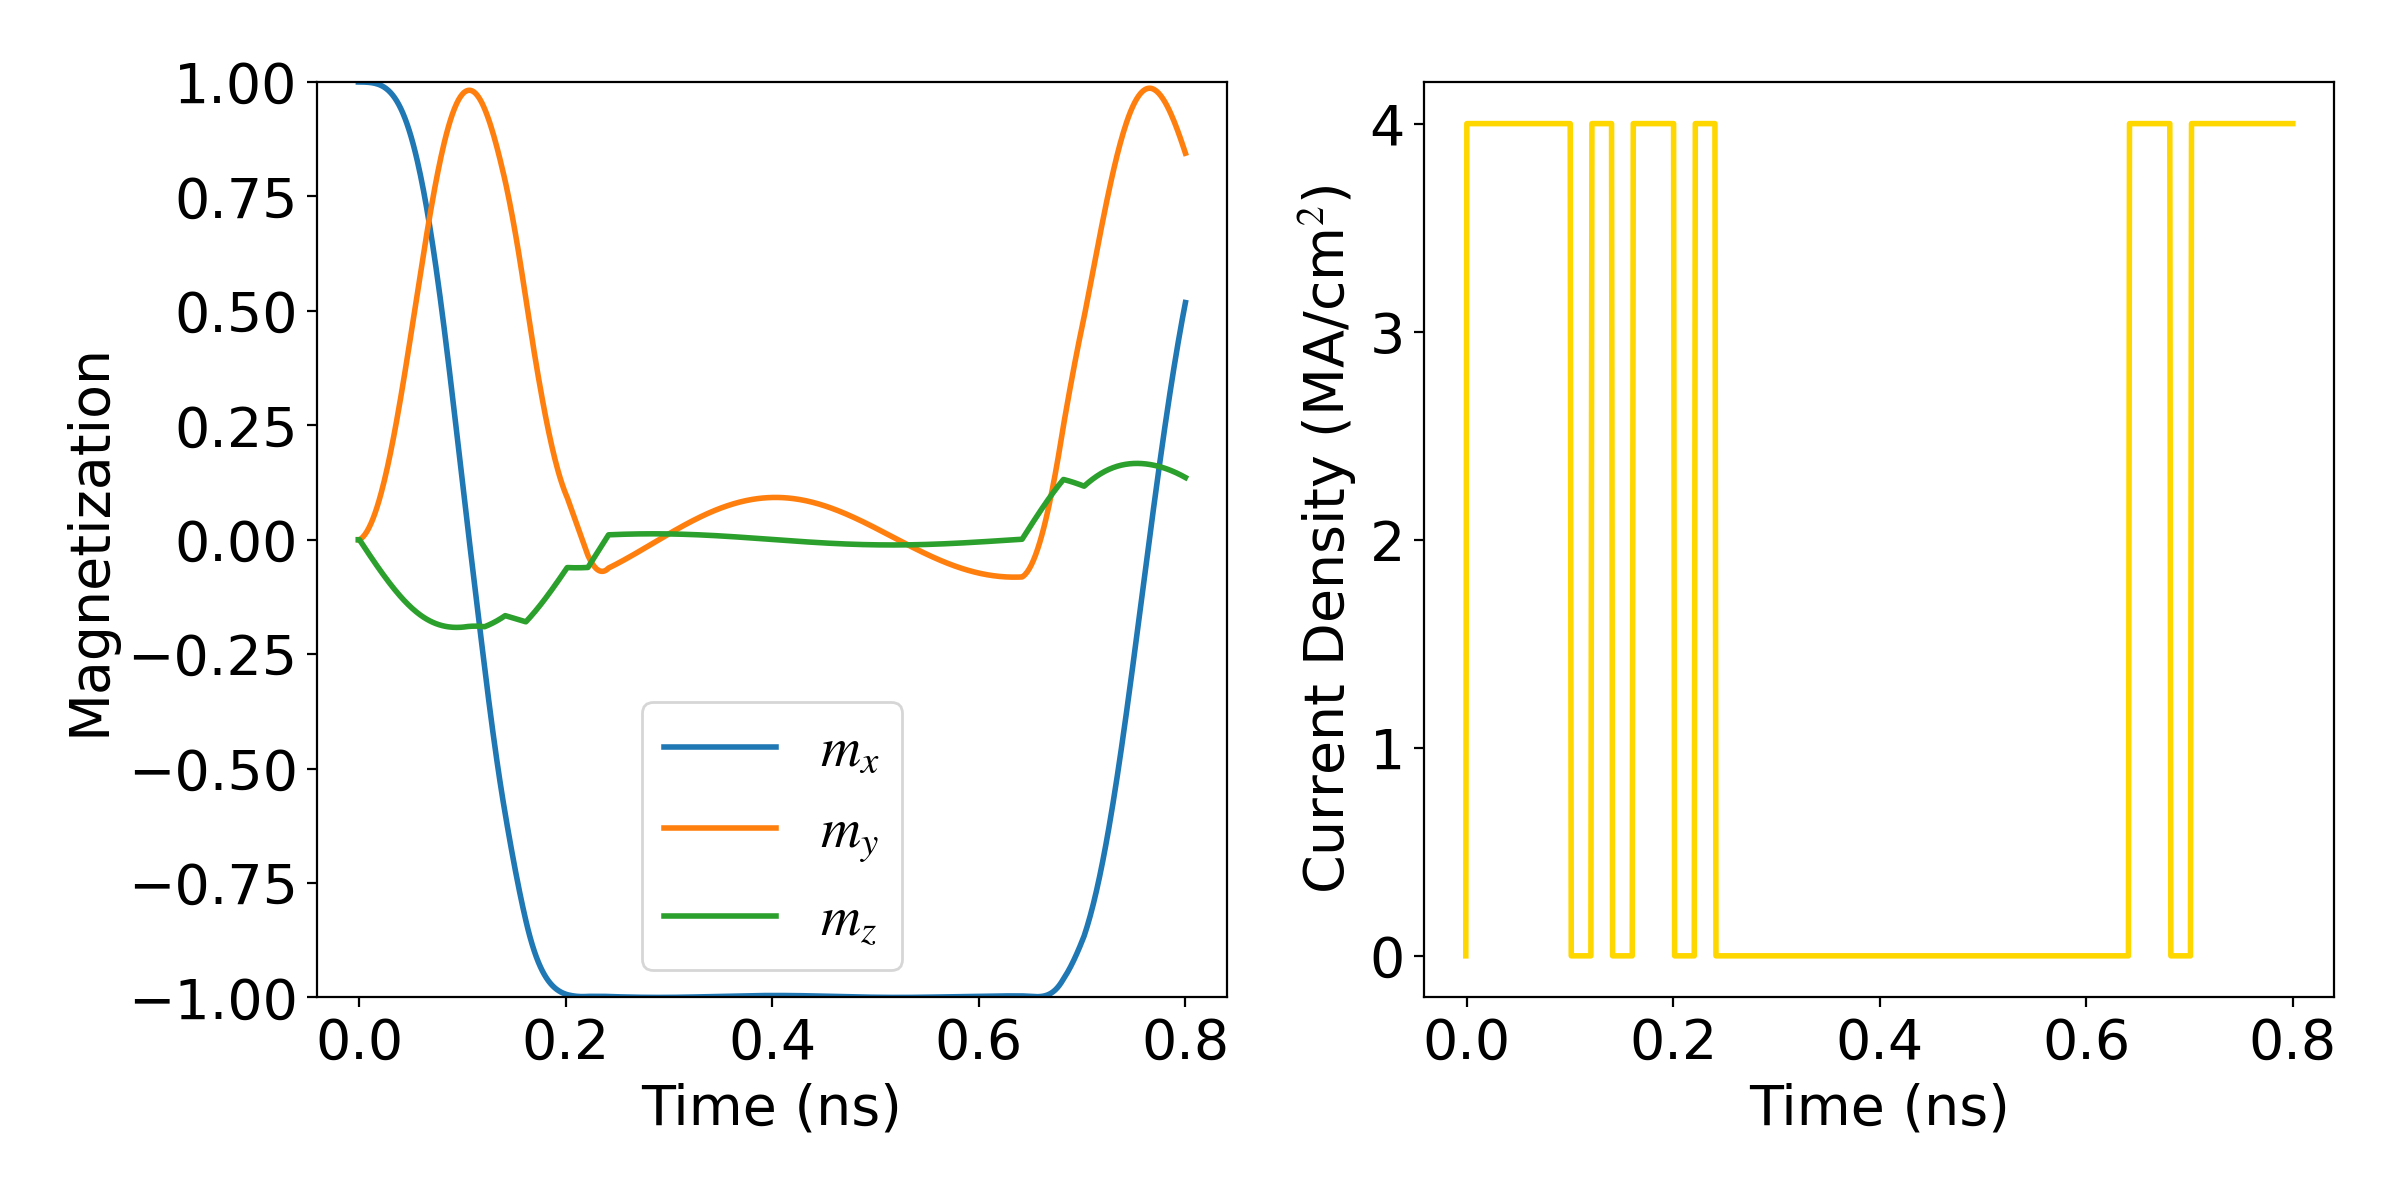 Magnetization
1.00
0.75
0.50
0.25
0.00
−0.25
−0.50
−0.75
−1.00
0.0 0.2 0.4 0.6 0.8
Time (ns)
m_x
m_y
m_z
Current Density (MA/cm²)
4
3
2
1
0
0.0 0.2 0.4 0.6 0.8
Time (ns)